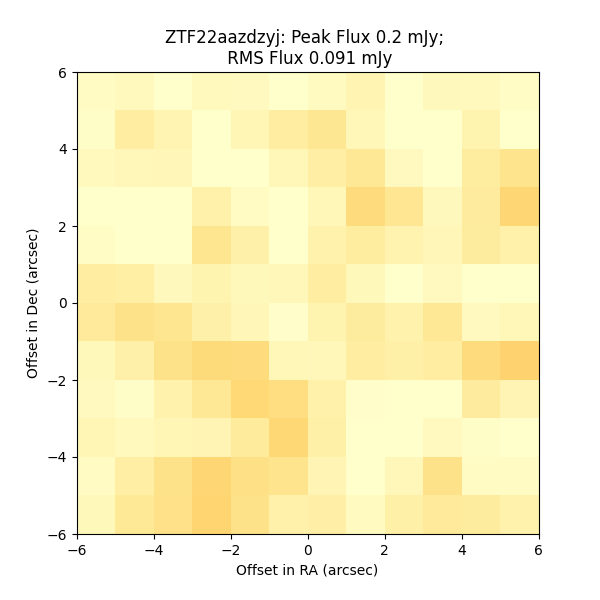 ZTF22aazdzyj: Peak Flux 0.2 mJy;
RMS Flux 0.091 mJy
6
4
2
0
−2
−4
−6
Offset in Dec (arcsec)
−6 −4 −2 0 2 4 6
Offset in RA (arcsec)